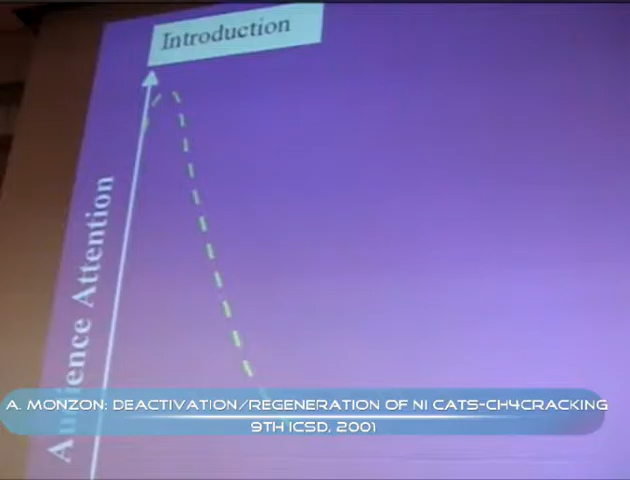 Introduction
Audience Attention
A. MONZON: DEACTIVATION/REGENERATION OF NI CATS-CH4CRACKING
9TH ICSD, 2001